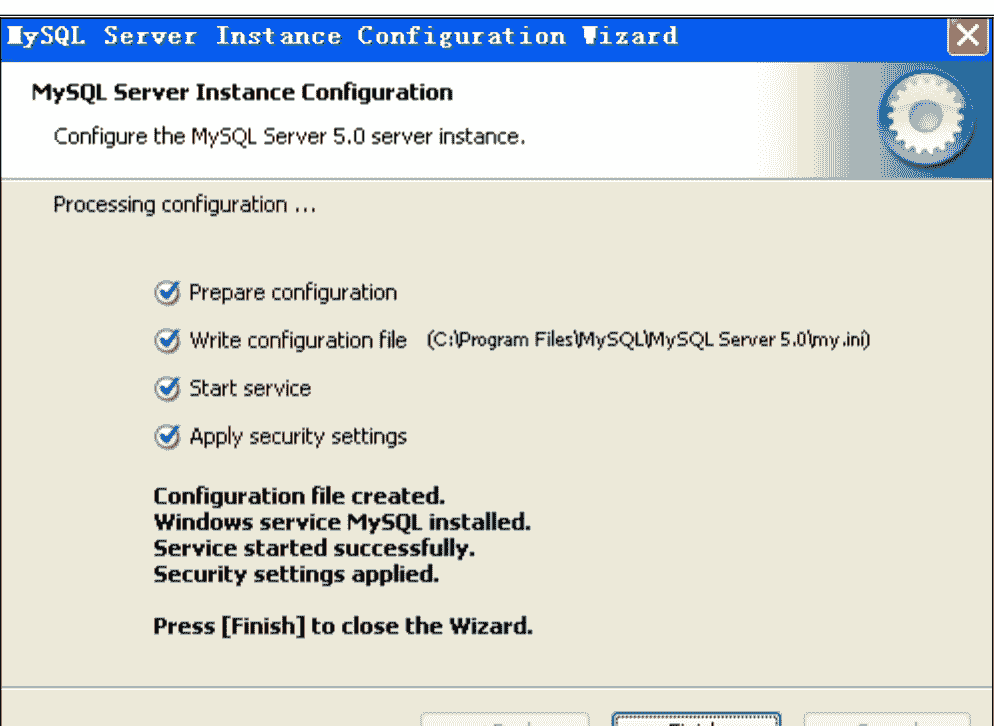 MySQL Server Instance Configuration Wizard
MySQL Server Instance Configuration
Configure the MySQL Server 5.0 server instance.
Processing configuration ...
Prepare configuration
Write configuration file (C:\Program Files\MySQL\MySQL Server 5.0\my.ini)
Start service
Apply security settings
Configuration file created.
Windows service MySQL installed.
Service started successfully.
Security settings applied.
Press [Finish] to close the Wizard.